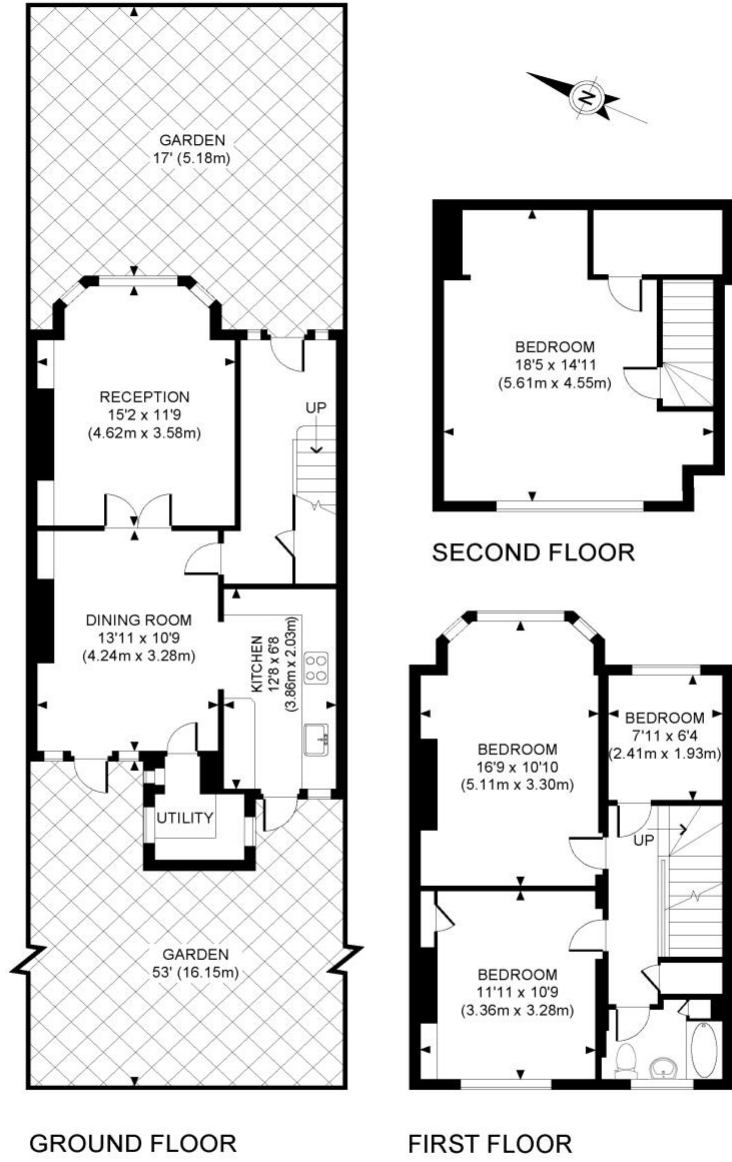 GARDEN
17' (5.18m)
N
RECEPTION
15'2 x 11'9
(4.62m x 3.58m)
UP
DINING ROOM
13'11 x 10'9
(4.24m x 3.28m)
KITCHEN
12'8 x 6'8
(3.86m x 2.03m)
UTILITY
GARDEN
53' (16.15m)
GROUND FLOOR
BEDROOM
18'5 x 14'11
(5.61m x 4.55m)
SECOND FLOOR
BEDROOM
7'11 x 6'4
(2.41m x 1.93m)
BEDROOM
16'9 x 10'10
(5.11m x 3.30m)
UP
BEDROOM
11'11 x 10'9
(3.36m x 3.28m)
FIRST FLOOR